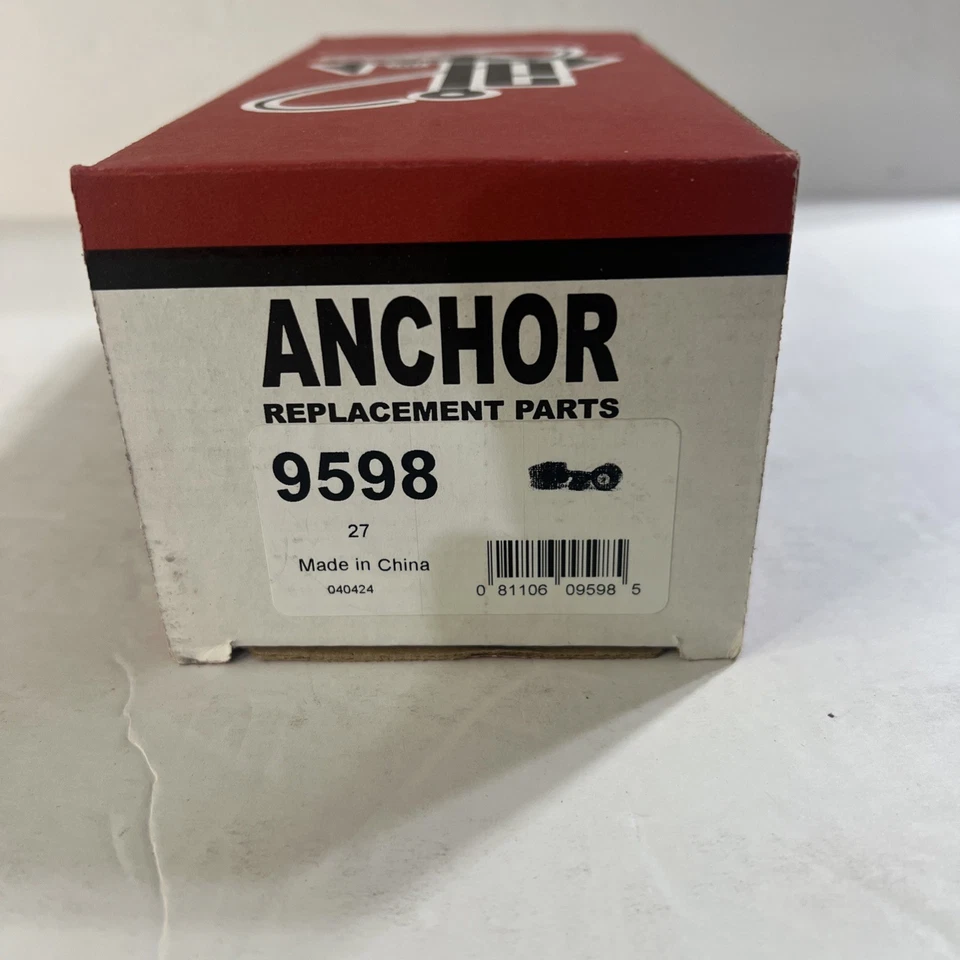 ANCHOR
REPLACEMENT PARTS
9598
27
Made in China
040424
0 81106 09598 5